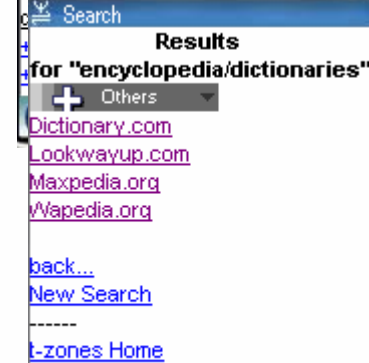 Search
Results
for "encyclopedia/dictionaries"
Others
Dictionary.com
Lookwayup.com
Maxpedia.org
Wapedia.org
back...
New Search
------
t-zones Home